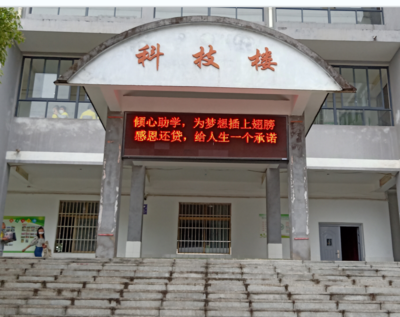 科技楼
倾心助学，为梦想插上翅膀
感恩还贷，给人生一个承诺